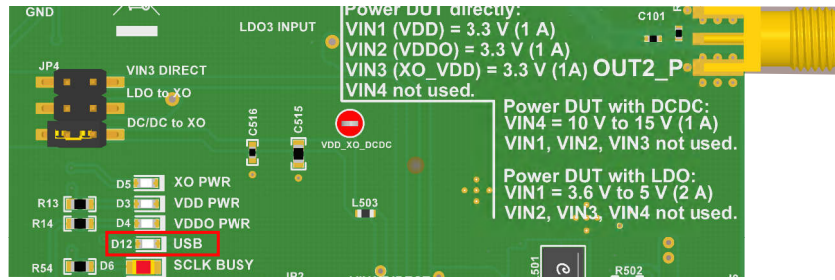 GND
LDO3 INPUT
Power DUT directly:
VIN1 (VDD) = 3.3 V (1 A)
VIN2 (VDDO) = 3.3 V (1 A)
VIN3 (XO_VDD) = 3.3 V (1A)
VIN4 not used.
C101
OUT2_P
JP4
VIN3 DIRECT
LDO to XO
DC/DC to XO
C516
C515
VDD_XO_DCDC
Power DUT with DCDC:
VIN4 = 10 V to 15 V (1 A)
VIN1, VIN2, VIN3 not used.
Power DUT with LDO:
VIN1 = 3.6 V to 5 V (2 A)
VIN2, VIN3, VIN4 not used.
D5 XO PWR
R13 D3 VDD PWR
R14 D4 VDDO PWR
D12 USB
R54 D6 SCLK BUSY
L503
R502